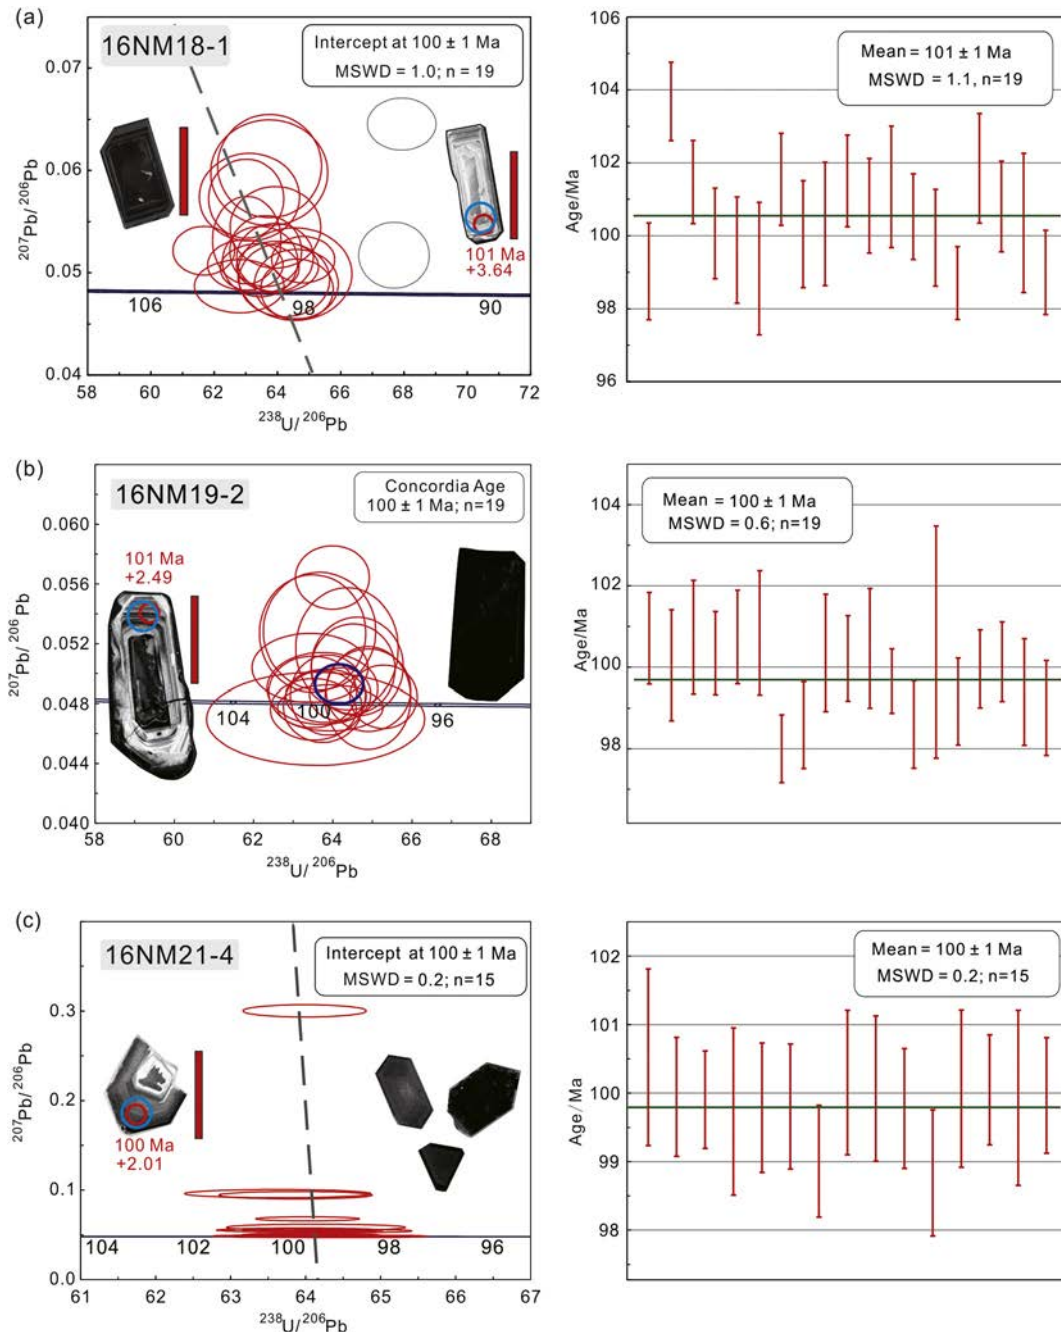 (a)
16NM18-1
Intercept at 100 ± 1 Ma
MSWD = 1.0; n = 19
0.07
0.06
0.05
0.04
²⁰⁷Pb/²⁰⁶Pb
101 Ma
+3.64
106
98
90
58
60
62
64
66
68
70
72
²³⁸U/²⁰⁶Pb
Mean = 101 ± 1 Ma
MSWD = 1.1, n=19
106
104
102
100
98
96
Age/Ma
(b)
16NM19-2
Concordia Age
100 ± 1 Ma; n=19
0.060
0.056
0.052
0.048
0.044
0.040
²⁰⁷Pb/²⁰⁶Pb
101 Ma
+2.49
104
100
96
58
60
62
64
66
68
²³⁸U/²⁰⁶Pb
Mean = 100 ± 1 Ma
MSWD = 0.6; n=19
104
102
100
98
Age/Ma
(c)
16NM21-4
Intercept at 100 ± 1 Ma
MSWD = 0.2; n=15
0.3
0.2
0.1
0.0
²⁰⁷Pb/²⁰⁶Pb
100 Ma
+2.01
104
102
100
98
96
61
62
63
64
65
66
67
²³⁸U/²⁰⁶Pb
Mean = 100 ± 1 Ma
MSWD = 0.2; n=15
102
101
100
99
98
Age/Ma